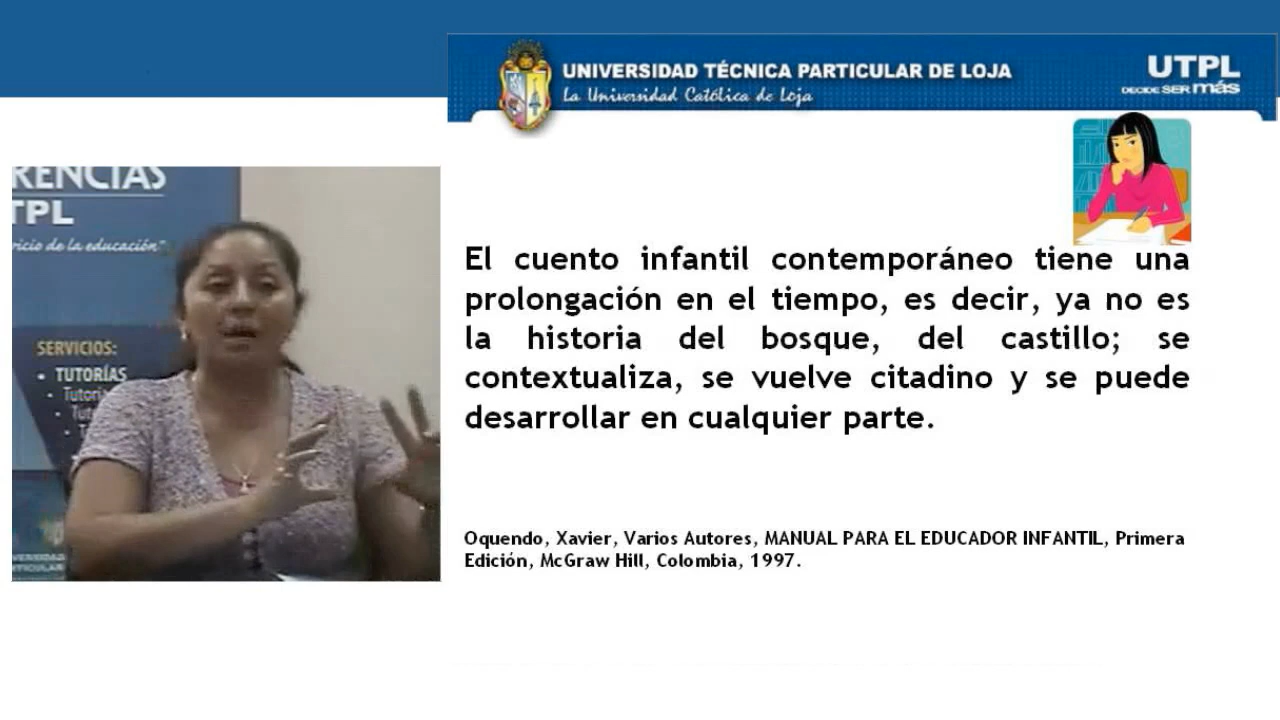 UNIVERSIDAD TÉCNICA PARTICULAR DE LOJA
La Universidad Católica de Loja
UTPL
DECIDE SER más
RENCIAS
TPL
icio de la educación"
SERVICIOS:
• TUTORÍAS
El cuento infantil contemporáneo tiene una
prolongación en el tiempo, es decir, ya no es
la historia del bosque, del castillo; se
contextualiza, se vuelve citadino y se puede
desarrollar en cualquier parte.
Oquendo, Xavier, Varios Autores, MANUAL PARA EL EDUCADOR INFANTIL, Primera
Edición, McGraw Hill, Colombia, 1997.